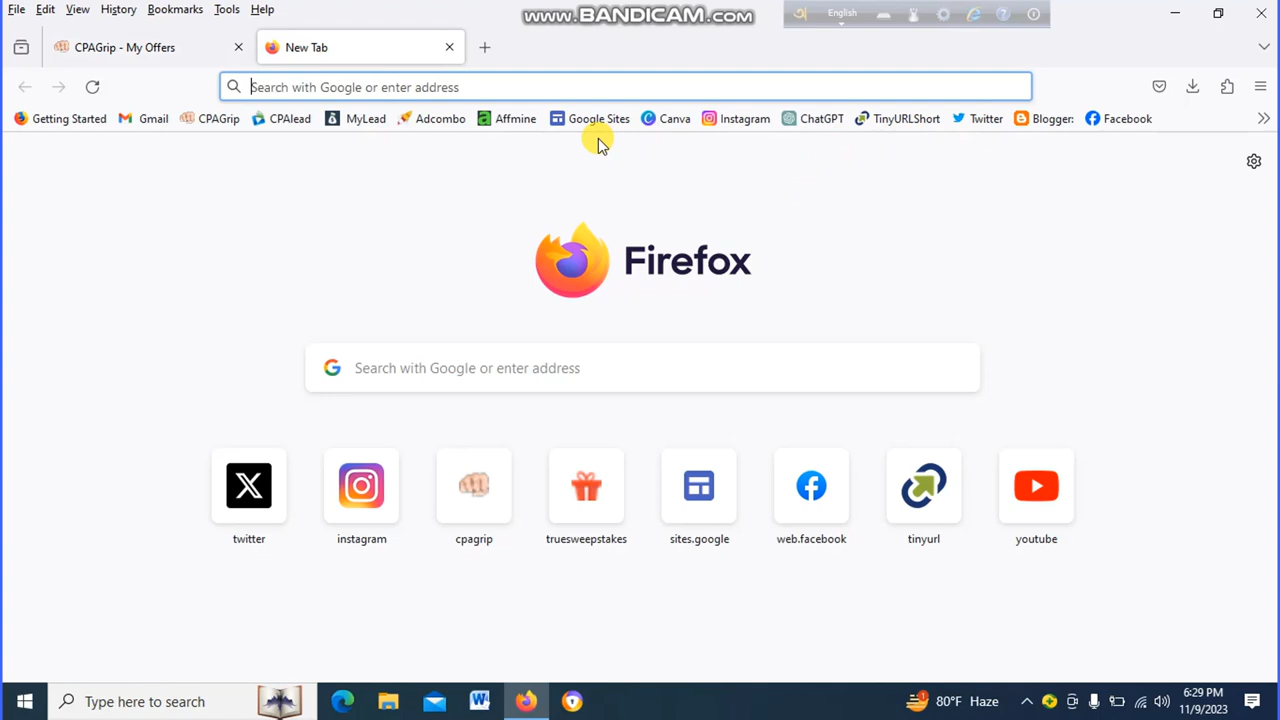 File Edit View History Bookmarks Tools Help
www.BANDICAM.com
English
CPAGrip - My Offers
New Tab
Search with Google or enter address
Getting Started Gmail CPAGrip CPAlead MyLead Adcombo Affmine Google Sites Canva Instagram ChatGPT TinyURLShort Twitter Blogger: Facebook
Firefox
Search with Google or enter address
twitter instagram cpagrip truesweepstakes sites.google web.facebook tinyurl youtube
Type here to search
80°F Haze
6:29 PM
11/9/2023